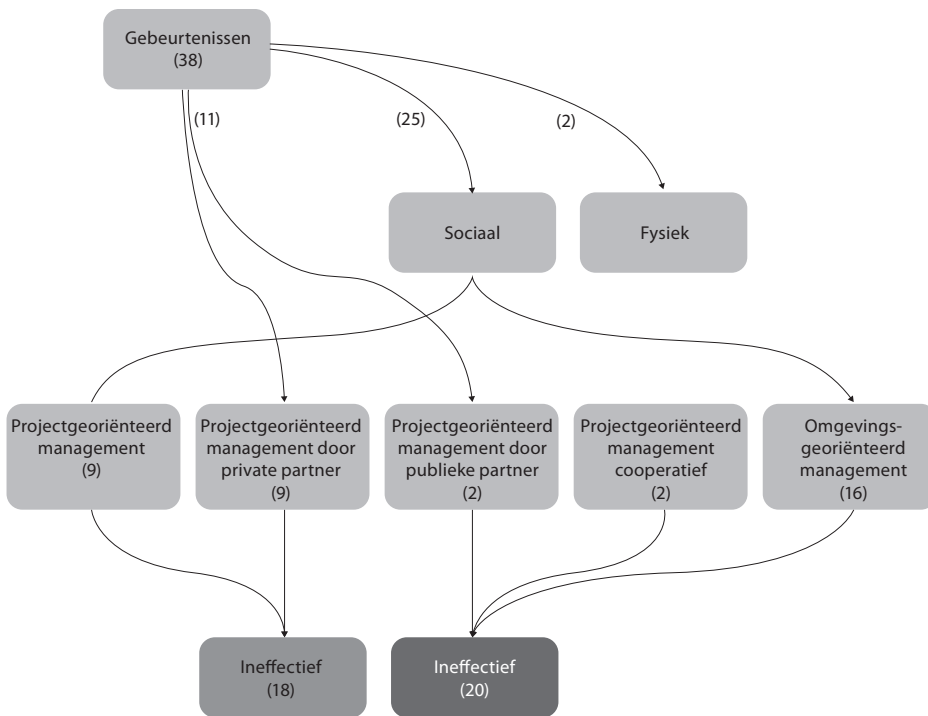 Gebeurtenissen
(38)
(11)
(25)
(2)
Sociaal
Fysiek
Projectgeoriënteerd
management
(9)
Projectgeoriënteerd
management door
private partner
(9)
Projectgeoriënteerd
management door
publieke partner
(2)
Projectgeoriënteerd
management
cooperatief
(2)
Omgevings-
georiënteerd
management
(16)
Ineffectief
(18)
Ineffectief
(20)